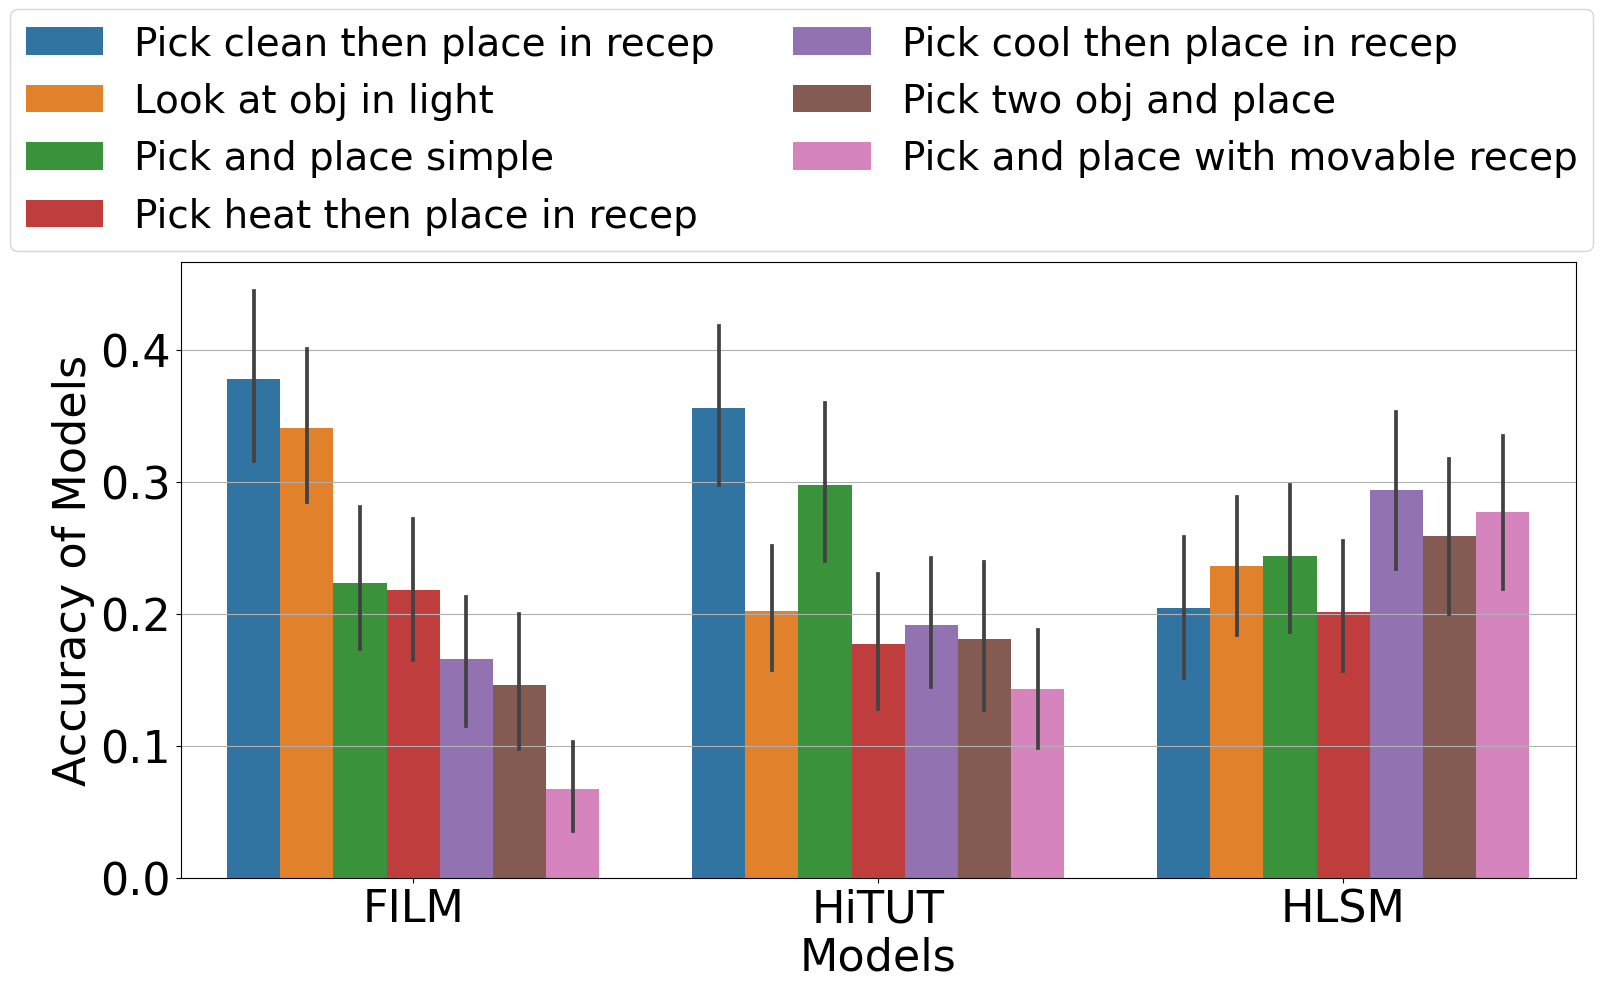 Pick clean then place in recep
Look at obj in light
Pick and place simple
Pick heat then place in recep
Pick cool then place in recep
Pick two obj and place
Pick and place with movable recep
Accuracy of Models
0.4
0.3
0.2
0.1
0.0
FILM
HiTUT
HLSM
Models